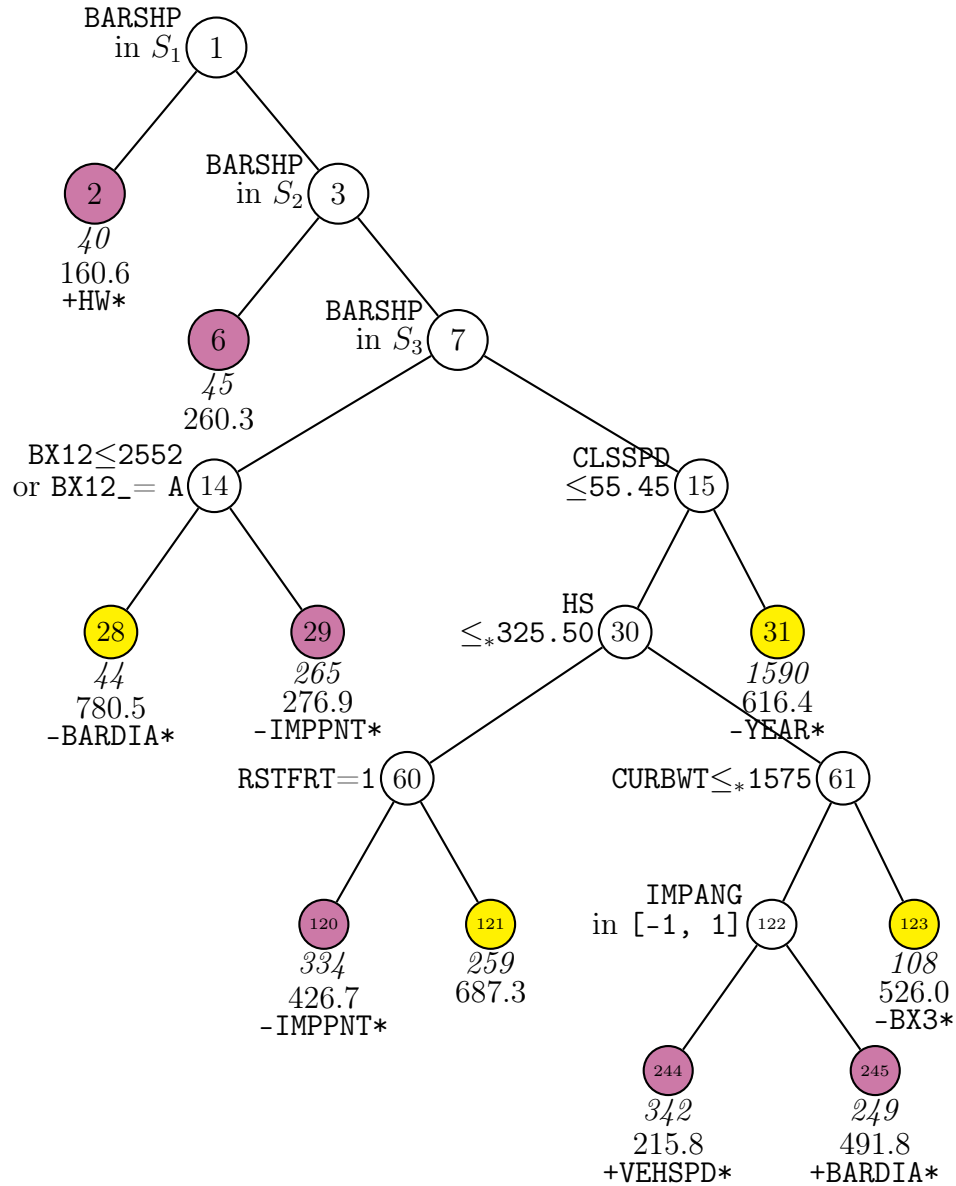 BARSHP
in S₁ 1
BARSHP
in S₂ 3
2
40
160.6
+HW*
BARSHP
in S₃ 7
6
45
260.3
BX12≤2552
or BX12_= A 14
CLSSPD
≤55.45 15
28
44
780.5
-BARDIA*
29
265
276.9
-IMPPNT*
HS
≤*325.50 30
31
1590
616.4
-YEAR*
RSTFRT=1 60
CURBWT≤*1575 61
120
334
426.7
-IMPPNT*
121
259
687.3
IMPANG
in [-1, 1] 122
123
108
526.0
-BX3*
244
342
215.8
+VEHSPD*
245
249
491.8
+BARDIA*